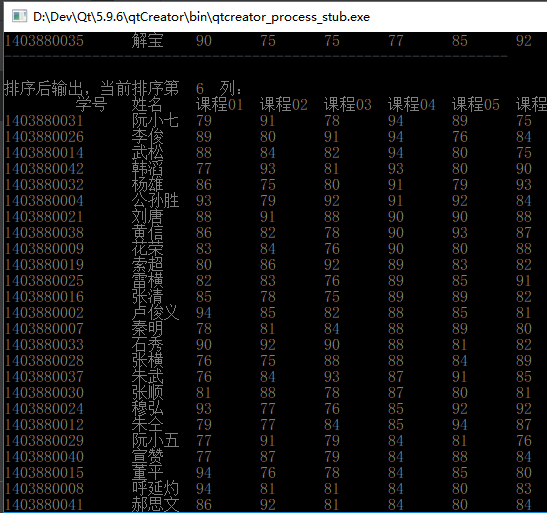 D:\Dev\Qt\5.9.6\qtCreator\bin\qtcreator_process_stub.exe
1403880035 解宝 90 75 75 77 85 92
排序后输出，当前排序第 6 列：
学号 姓名 课程01 课程02 课程03 课程04 课程05 课程
1403880031 阮小七 79 91 78 94 89 75
1403880026 李俊 89 80 91 94 76 84
1403880014 武松 88 84 82 94 80 75
1403880042 韩滔 77 93 81 93 80 90
1403880032 杨雄 86 75 80 91 79 93
1403880004 公孙胜 93 79 92 91 92 84
1403880021 刘唐 88 91 88 90 90 88
1403880038 黄信 86 82 78 90 93 87
1403880009 花荣 83 84 76 90 80 88
1403880019 索超 80 86 92 89 83 82
1403880025 雷横 82 83 76 89 85 91
1403880016 张清 85 78 75 89 89 82
1403880002 卢俊义 94 85 82 88 85 81
1403880007 秦明 78 81 84 88 89 80
1403880033 石秀 90 92 90 88 81 82
1403880028 张横 76 75 88 88 84 89
1403880037 朱武 76 84 93 87 91 85
1403880030 张顺 81 88 78 87 80 81
1403880024 穆弘 93 77 76 85 92 92
1403880012 朱仝 79 77 84 85 94 87
1403880029 阮小五 77 91 79 84 81 76
1403880040 宣赞 77 87 79 84 88 84
1403880015 董平 94 76 78 84 85 80
1403880008 呼延灼 94 81 81 84 80 83
1403880041 郝思文 86 92 81 84 80 84